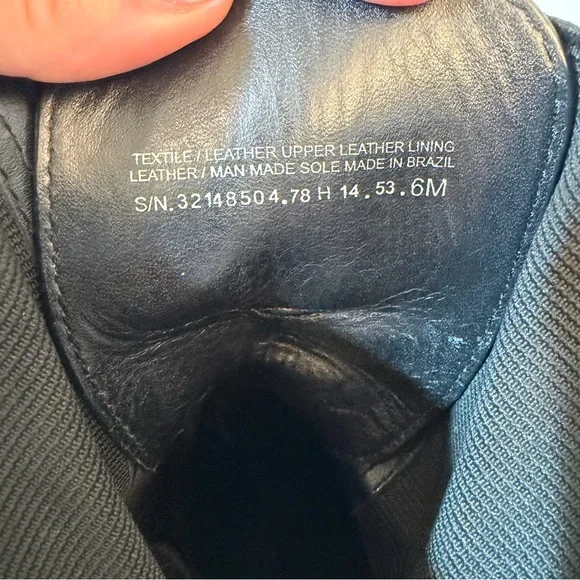 TEXTILE / LEATHER UPPER LEATHER LINING
LEATHER / MAN MADE SOLE MADE IN BRAZIL
S/N.32148504.78 H 14.53.6M